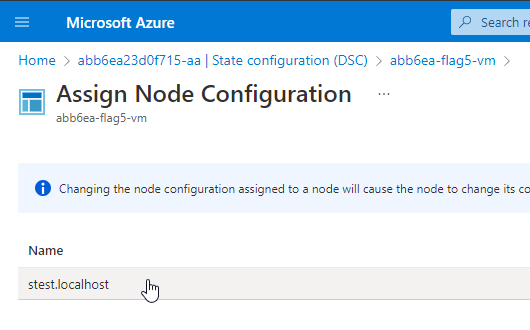 Microsoft Azure
Search re
Home > abb6ea23d0f715-aa | State configuration (DSC) > abb6ea-flag5-vm >
Assign Node Configuration ...
abb6ea-flag5-vm
Changing the node configuration assigned to a node will cause the node to change its co
Name
stest.localhost